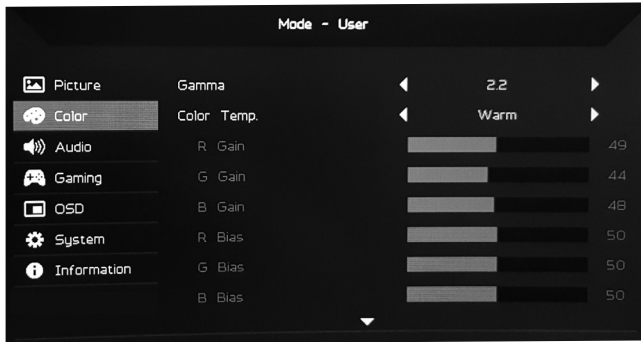 Mode - User
Picture
Gamma 2.2
Color
Color Temp. Warm
Audio
R Gain 49
Gaming
G Gain 44
OSD
B Gain 48
System
R Bias 50
Information
G Bias 50
B Bias 50